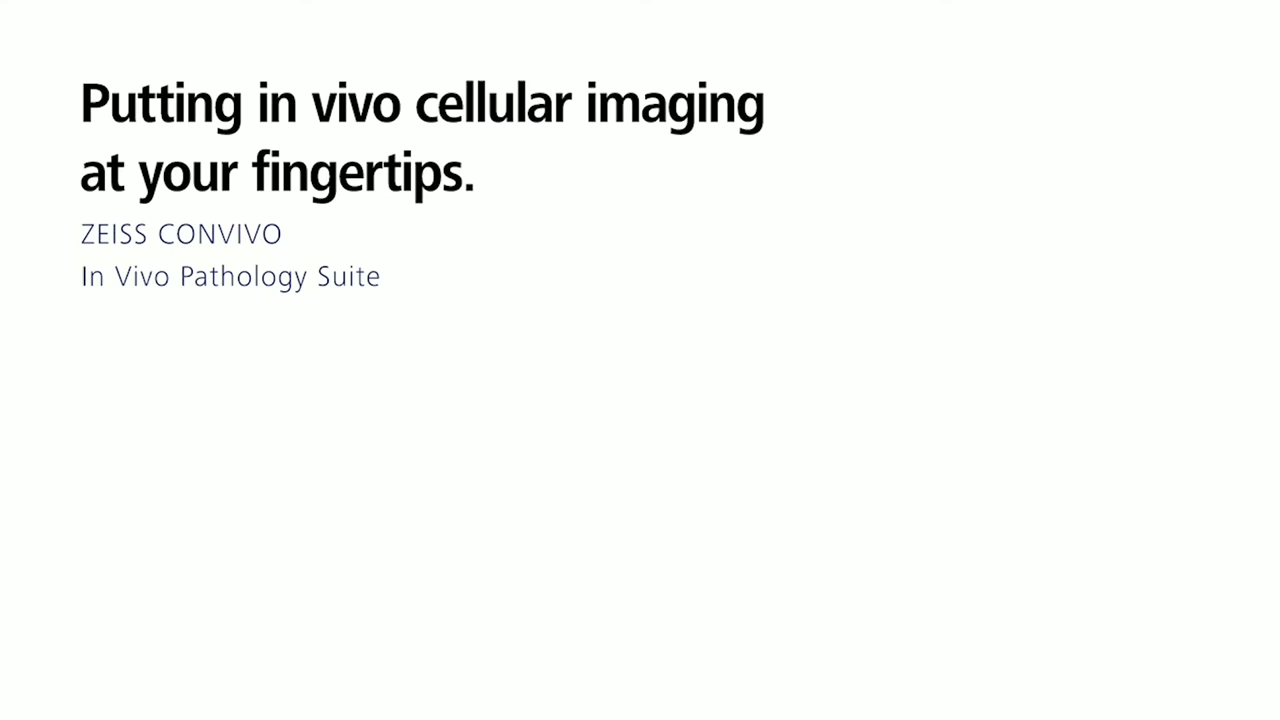 Putting in vivo cellular imaging
at your fingertips.
ZEISS CONVIVO
In Vivo Pathology Suite